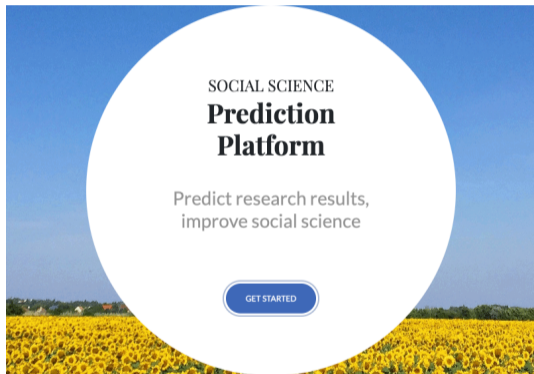 SOCIAL SCIENCE
Prediction
Platform
Predict research results,
improve social science
GET STARTED